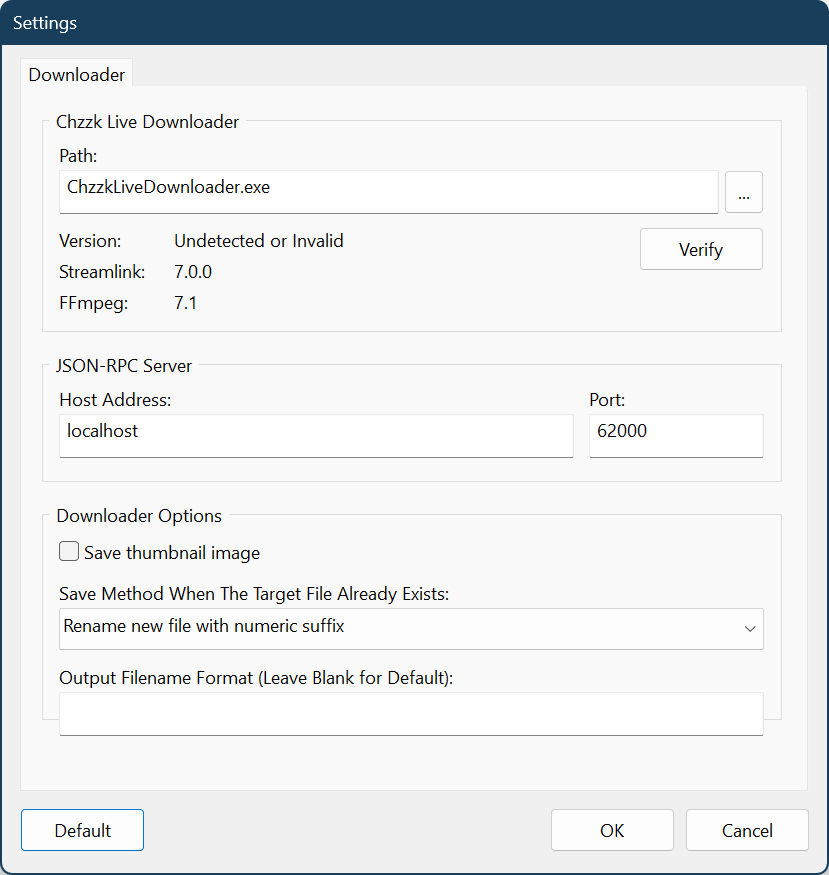 Settings
Downloader
Chzzk Live Downloader
Path:
ChzzkLiveDownloader.exe
...
Version: Undetected or Invalid
Verify
Streamlink: 7.0.0
FFmpeg: 7.1
JSON-RPC Server
Host Address: Port:
localhost 62000
Downloader Options
Save thumbnail image
Save Method When The Target File Already Exists:
Rename new file with numeric suffix
Output Filename Format (Leave Blank for Default):
Default OK Cancel